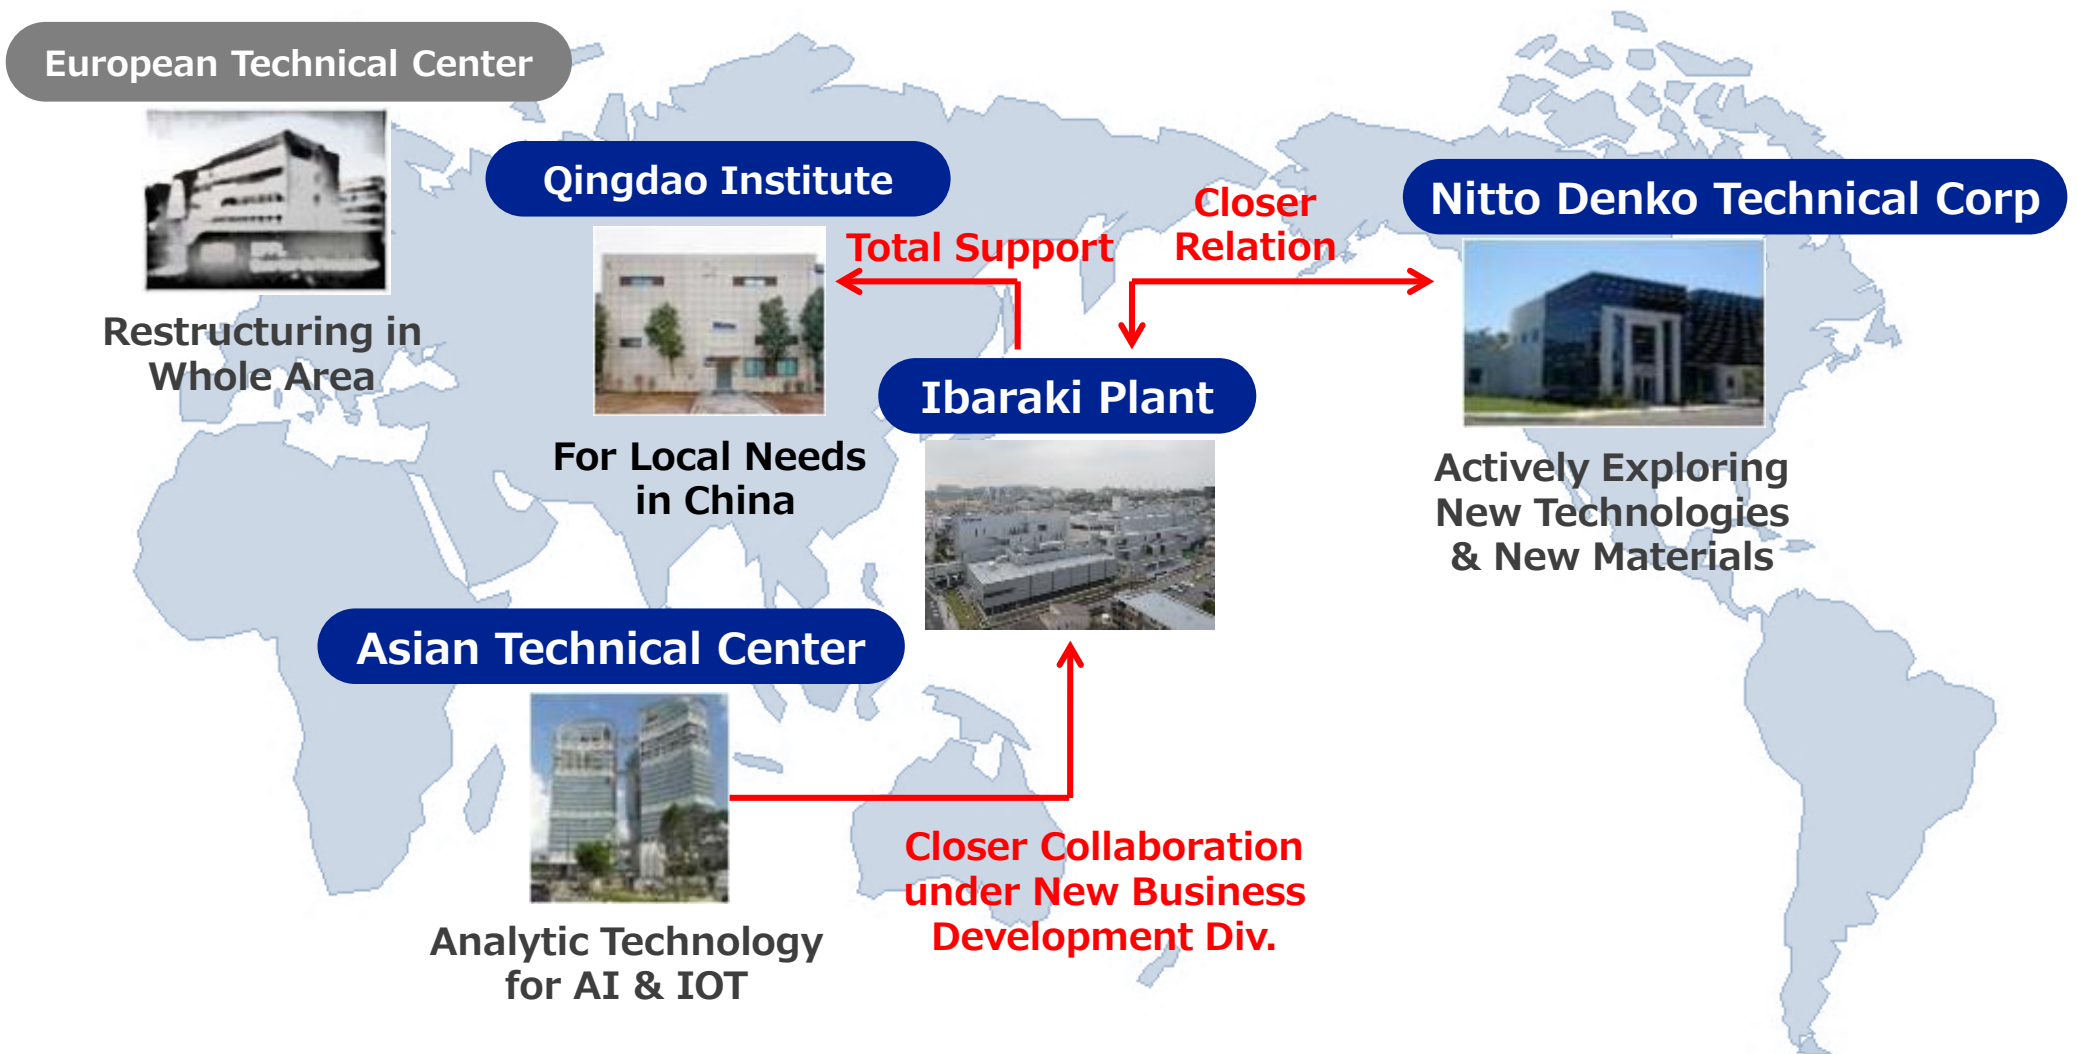 European Technical Center
Restructuring in
Whole Area
Qingdao Institute
For Local Needs
in China
Total Support
Closer
Relation
Nitto Denko Technical Corp
Actively Exploring
New Technologies
& New Materials
Ibaraki Plant
Asian Technical Center
Analytic Technology
for AI & IOT
Closer Collaboration
under New Business
Development Div.